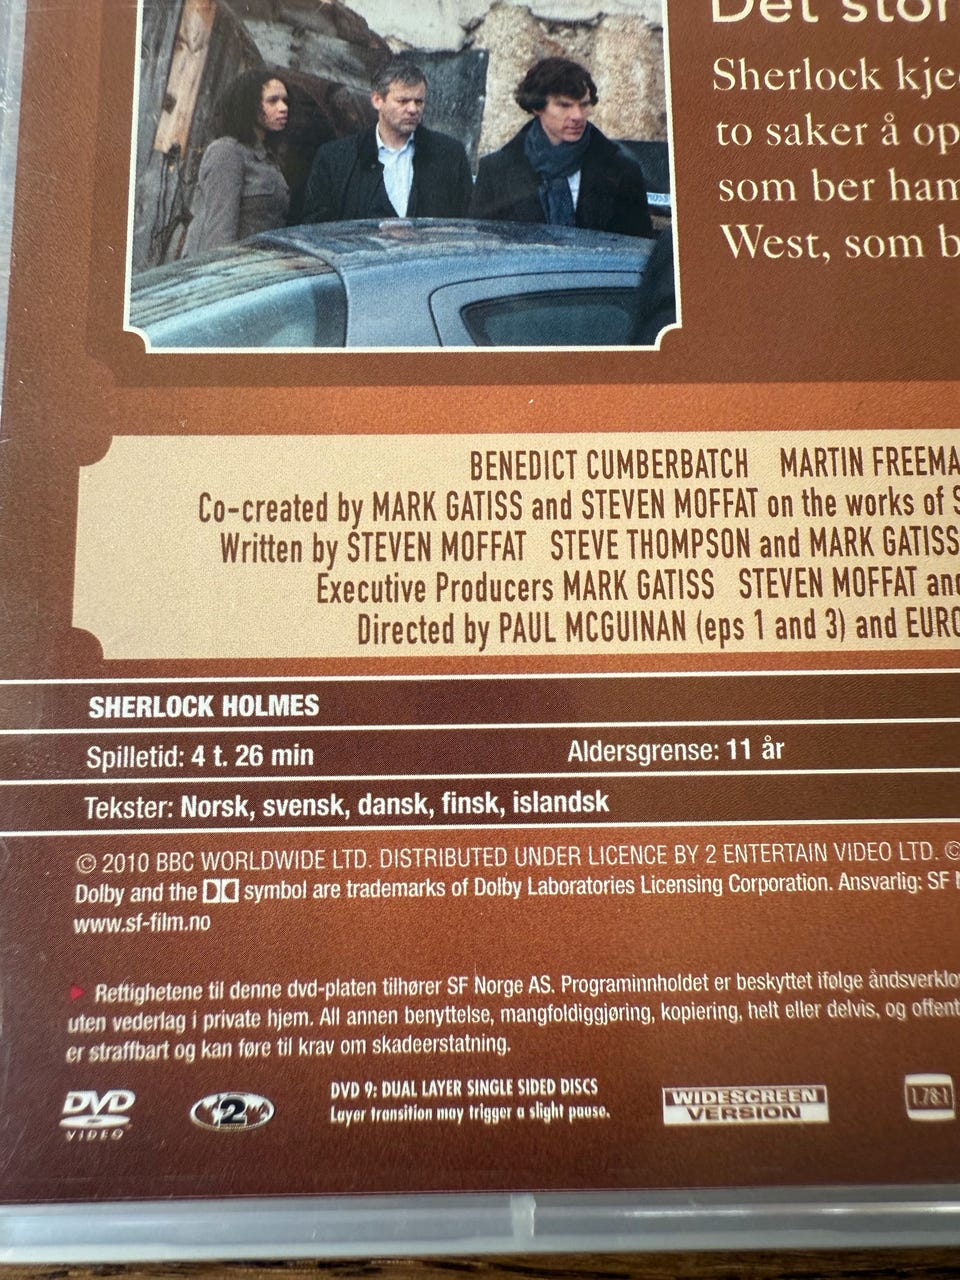 Det stor
Sherlock kje
to saker å op
som ber ham
West, som b
BENEDICT CUMBERBATCH MARTIN FREEMA
Co-created by MARK GATISS and STEVEN MOFFAT on the works of S
Written by STEVEN MOFFAT STEVE THOMPSON and MARK GATISS
Executive Producers MARK GATISS STEVEN MOFFAT and
Directed by PAUL MCGUINAN (eps 1 and 3) and EURO
SHERLOCK HOLMES
Spilletid: 4 t. 26 min Aldersgrense: 11 år
Tekster: Norsk, svensk, dansk, finsk, islandsk
© 2010 BBC WORLDWIDE LTD. DISTRIBUTED UNDER LICENCE BY 2 ENTERTAIN VIDEO LTD. ©
Dolby and the symbol are trademarks of Dolby Laboratories Licensing Corporation. Ansvarlig: SF N
www.sf-film.no
Rettighetene til denne dvd-platen tilhører SF Norge AS. Programinnholdet er beskyttet ifølge åndsverklo
uten vederlag i private hjem. All annen benyttelse, mangfoldiggjøring, kopiering, helt eller delvis, og offent
er straffbart og kan føre til krav om skadeerstatning.
DVD VIDEO 2 DVD 9: DUAL LAYER SINGLE SIDED DISCS WIDESCREEN VERSION 1.78:1
Layer transition may trigger a slight pause.